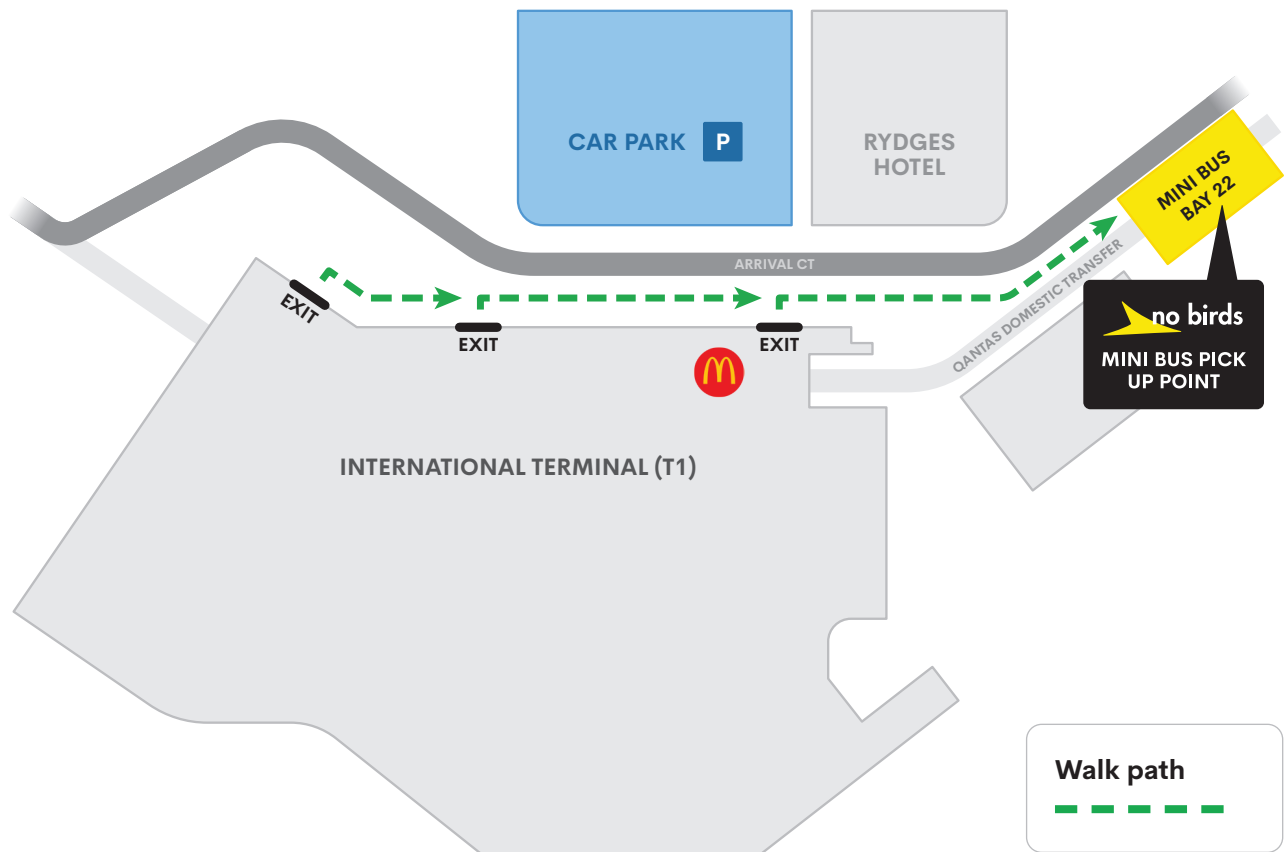 CAR PARK P
RYDGES
HOTEL
MINI BUS
BAY 22
ARRIVAL CT
QANTAS DOMESTIC TRANSFER
EXIT
EXIT
EXIT
no birds
MINI BUS PICK
UP POINT
INTERNATIONAL TERMINAL (T1)
Walk path